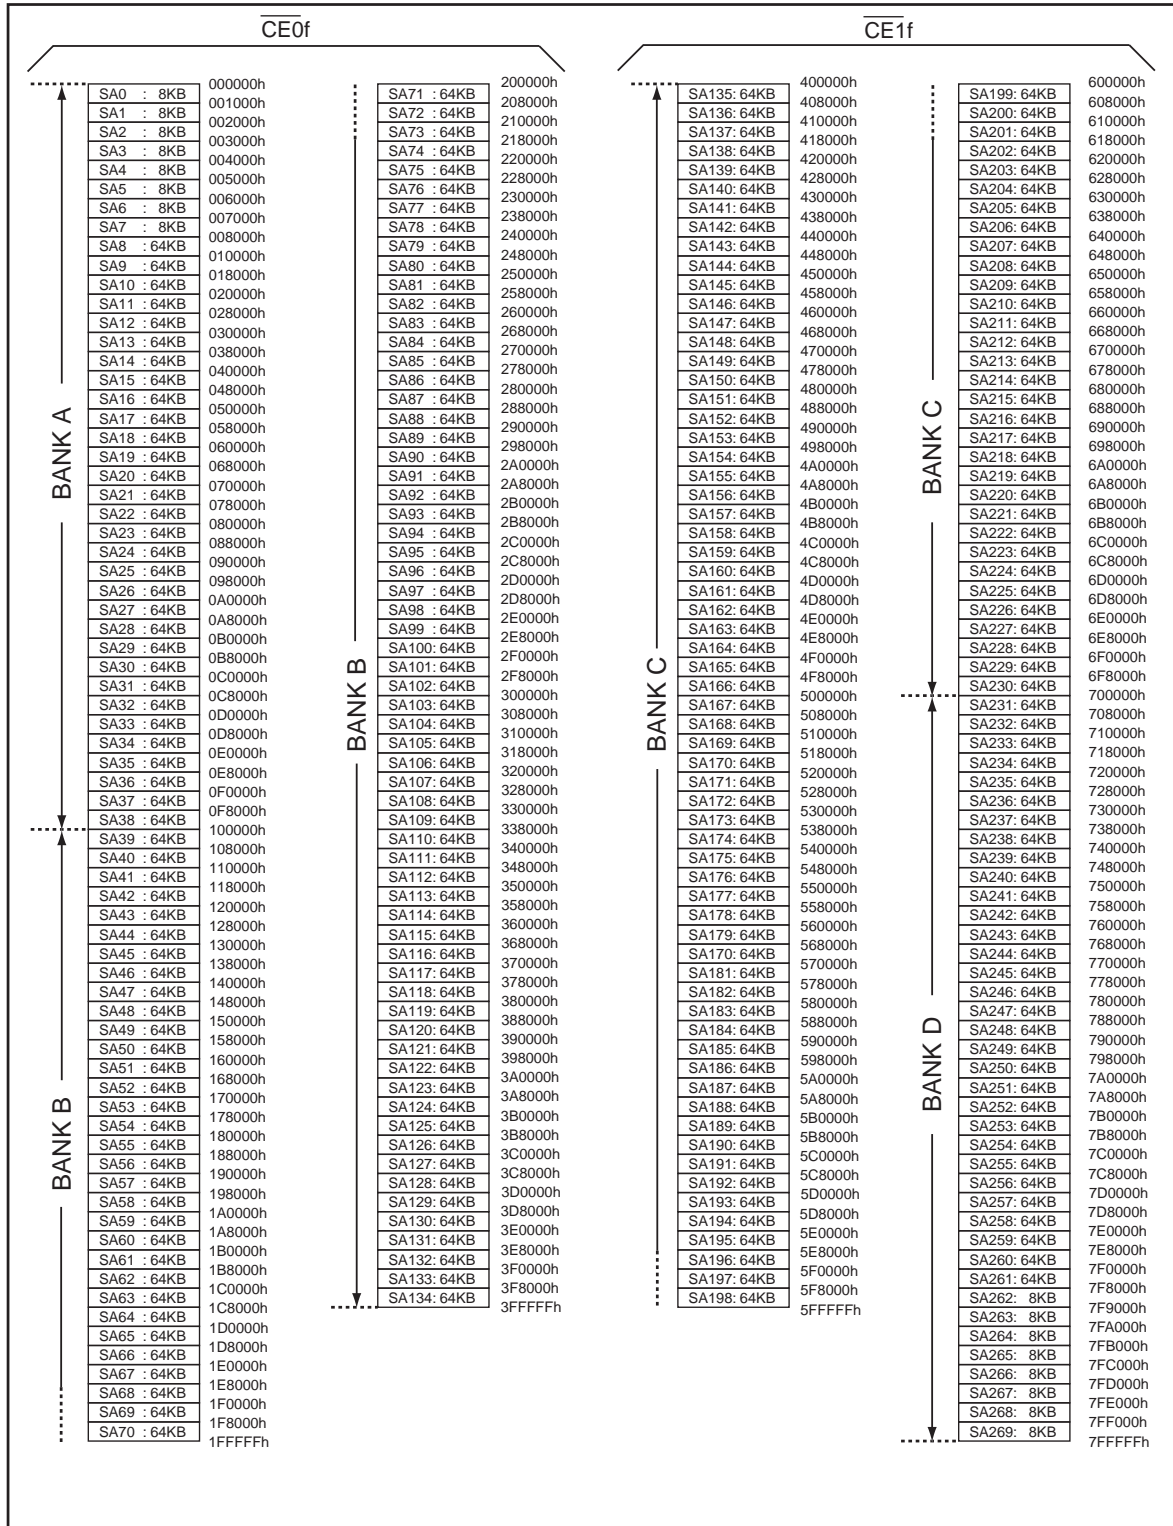 CE0f
CE1f
BANK A
BANK B
SA0 : 8KB 000000h
SA1 : 8KB 001000h
SA2 : 8KB 002000h
SA3 : 8KB 003000h
SA4 : 8KB 004000h
SA5 : 8KB 005000h
SA6 : 8KB 006000h
SA7 : 8KB 007000h
SA8 : 64KB 008000h
SA9 : 64KB 010000h
SA10 : 64KB 018000h
SA11 : 64KB 020000h
SA12 : 64KB 028000h
SA13 : 64KB 030000h
SA14 : 64KB 038000h
SA15 : 64KB 040000h
SA16 : 64KB 048000h
SA17 : 64KB 050000h
SA18 : 64KB 058000h
SA19 : 64KB 060000h
SA20 : 64KB 068000h
SA21 : 64KB 070000h
SA22 : 64KB 078000h
SA23 : 64KB 080000h
SA24 : 64KB 088000h
SA25 : 64KB 090000h
SA26 : 64KB 098000h
SA27 : 64KB 0A0000h
SA28 : 64KB 0A8000h
SA29 : 64KB 0B0000h
SA30 : 64KB 0B8000h
SA31 : 64KB 0C0000h
SA32 : 64KB 0C8000h
SA33 : 64KB 0D0000h
SA34 : 64KB 0D8000h
SA35 : 64KB 0E0000h
SA36 : 64KB 0E8000h
SA37 : 64KB 0F0000h
SA38 : 64KB 0F8000h
SA39 : 64KB 100000h
SA40 : 64KB 108000h
SA41 : 64KB 110000h
SA42 : 64KB 118000h
SA43 : 64KB 120000h
SA44 : 64KB 128000h
SA45 : 64KB 130000h
SA46 : 64KB 138000h
SA47 : 64KB 140000h
SA48 : 64KB 148000h
SA49 : 64KB 150000h
SA50 : 64KB 158000h
SA51 : 64KB 160000h
SA52 : 64KB 168000h
SA53 : 64KB 170000h
SA54 : 64KB 178000h
SA55 : 64KB 180000h
SA56 : 64KB 188000h
SA57 : 64KB 190000h
SA58 : 64KB 198000h
SA59 : 64KB 1A0000h
SA60 : 64KB 1A8000h
SA61 : 64KB 1B0000h
SA62 : 64KB 1B8000h
SA63 : 64KB 1C0000h
SA64 : 64KB 1C8000h
SA65 : 64KB 1D0000h
SA66 : 64KB 1D8000h
SA67 : 64KB 1E0000h
SA68 : 64KB 1E8000h
SA69 : 64KB 1F0000h
SA70 : 64KB 1F8000h
1FFFFFh
BANK B
SA71 : 64KB 200000h
SA72 : 64KB 208000h
SA73 : 64KB 210000h
SA74 : 64KB 218000h
SA75 : 64KB 220000h
SA76 : 64KB 228000h
SA77 : 64KB 230000h
SA78 : 64KB 238000h
SA79 : 64KB 240000h
SA80 : 64KB 248000h
SA81 : 64KB 250000h
SA82 : 64KB 258000h
SA83 : 64KB 260000h
SA84 : 64KB 268000h
SA85 : 64KB 270000h
SA86 : 64KB 278000h
SA87 : 64KB 280000h
SA88 : 64KB 288000h
SA89 : 64KB 290000h
SA90 : 64KB 298000h
SA91 : 64KB 2A0000h
SA92 : 64KB 2A8000h
SA93 : 64KB 2B0000h
SA94 : 64KB 2B8000h
SA95 : 64KB 2C0000h
SA96 : 64KB 2C8000h
SA97 : 64KB 2D0000h
SA98 : 64KB 2D8000h
SA99 : 64KB 2E0000h
SA100: 64KB 2E8000h
SA101: 64KB 2F0000h
SA102: 64KB 2F8000h
SA103: 64KB 300000h
SA104: 64KB 308000h
SA105: 64KB 310000h
SA106: 64KB 318000h
SA107: 64KB 320000h
SA108: 64KB 328000h
SA109: 64KB 330000h
SA110: 64KB 338000h
SA111: 64KB 340000h
SA112: 64KB 348000h
SA113: 64KB 350000h
SA114: 64KB 358000h
SA115: 64KB 360000h
SA116: 64KB 368000h
SA117: 64KB 370000h
SA118: 64KB 378000h
SA119: 64KB 380000h
SA120: 64KB 388000h
SA121: 64KB 390000h
SA122: 64KB 398000h
SA123: 64KB 3A0000h
SA124: 64KB 3A8000h
SA125: 64KB 3B0000h
SA126: 64KB 3B8000h
SA127: 64KB 3C0000h
SA128: 64KB 3C8000h
SA129: 64KB 3D0000h
SA130: 64KB 3D8000h
SA131: 64KB 3E0000h
SA132: 64KB 3E8000h
SA133: 64KB 3F0000h
SA134: 64KB 3F8000h
3FFFFFh
BANK C
SA135: 64KB 400000h
SA136: 64KB 408000h
SA137: 64KB 410000h
SA138: 64KB 418000h
SA139: 64KB 420000h
SA140: 64KB 428000h
SA141: 64KB 430000h
SA142: 64KB 438000h
SA143: 64KB 440000h
SA144: 64KB 448000h
SA145: 64KB 450000h
SA146: 64KB 458000h
SA147: 64KB 460000h
SA148: 64KB 468000h
SA149: 64KB 470000h
SA150: 64KB 478000h
SA151: 64KB 480000h
SA152: 64KB 488000h
SA153: 64KB 490000h
SA154: 64KB 498000h
SA155: 64KB 4A0000h
SA156: 64KB 4A8000h
SA157: 64KB 4B0000h
SA158: 64KB 4B8000h
SA159: 64KB 4C0000h
SA160: 64KB 4C8000h
SA161: 64KB 4D0000h
SA162: 64KB 4D8000h
SA163: 64KB 4E0000h
SA164: 64KB 4E8000h
SA165: 64KB 4F0000h
SA166: 64KB 4F8000h
SA167: 64KB 500000h
SA168: 64KB 508000h
SA169: 64KB 510000h
SA170: 64KB 518000h
SA171: 64KB 520000h
SA172: 64KB 528000h
SA173: 64KB 530000h
SA174: 64KB 538000h
SA175: 64KB 540000h
SA176: 64KB 548000h
SA177: 64KB 550000h
SA178: 64KB 558000h
SA179: 64KB 560000h
SA170: 64KB 568000h
SA181: 64KB 570000h
SA182: 64KB 578000h
SA183: 64KB 580000h
SA184: 64KB 588000h
SA185: 64KB 590000h
SA186: 64KB 598000h
SA187: 64KB 5A0000h
SA188: 64KB 5A8000h
SA189: 64KB 5B0000h
SA190: 64KB 5B8000h
SA191: 64KB 5C0000h
SA192: 64KB 5C8000h
SA193: 64KB 5D0000h
SA194: 64KB 5D8000h
SA195: 64KB 5E0000h
SA196: 64KB 5E8000h
SA197: 64KB 5F0000h
SA198: 64KB 5F8000h
5FFFFFh
BANK C
BANK D
SA199: 64KB 600000h
SA200: 64KB 608000h
SA201: 64KB 610000h
SA202: 64KB 618000h
SA203: 64KB 620000h
SA204: 64KB 628000h
SA205: 64KB 630000h
SA206: 64KB 638000h
SA207: 64KB 640000h
SA208: 64KB 648000h
SA209: 64KB 650000h
SA210: 64KB 658000h
SA211: 64KB 660000h
SA212: 64KB 668000h
SA213: 64KB 670000h
SA214: 64KB 678000h
SA215: 64KB 680000h
SA216: 64KB 688000h
SA217: 64KB 690000h
SA218: 64KB 698000h
SA219: 64KB 6A0000h
SA220: 64KB 6A8000h
SA221: 64KB 6B0000h
SA222: 64KB 6B8000h
SA223: 64KB 6C0000h
SA224: 64KB 6C8000h
SA225: 64KB 6D0000h
SA226: 64KB 6D8000h
SA227: 64KB 6E0000h
SA228: 64KB 6E8000h
SA229: 64KB 6F0000h
SA230: 64KB 6F8000h
SA231: 64KB 700000h
SA232: 64KB 708000h
SA233: 64KB 710000h
SA234: 64KB 718000h
SA235: 64KB 720000h
SA236: 64KB 728000h
SA237: 64KB 730000h
SA238: 64KB 738000h
SA239: 64KB 740000h
SA240: 64KB 748000h
SA241: 64KB 750000h
SA242: 64KB 758000h
SA243: 64KB 760000h
SA244: 64KB 768000h
SA245: 64KB 770000h
SA246: 64KB 778000h
SA247: 64KB 780000h
SA248: 64KB 788000h
SA249: 64KB 790000h
SA250: 64KB 798000h
SA251: 64KB 7A0000h
SA252: 64KB 7A8000h
SA253: 64KB 7B0000h
SA254: 64KB 7B8000h
SA255: 64KB 7C0000h
SA256: 64KB 7C8000h
SA257: 64KB 7D0000h
SA258: 64KB 7D8000h
SA259: 64KB 7E0000h
SA260: 64KB 7E8000h
SA261: 64KB 7F0000h
SA262: 8KB 7F8000h
SA263: 8KB 7F9000h
SA264: 8KB 7FA000h
SA265: 8KB 7FB000h
SA266: 8KB 7FC000h
SA267: 8KB 7FD000h
SA268: 8KB 7FE000h
SA269: 8KB 7FF000h
7FFFFFh